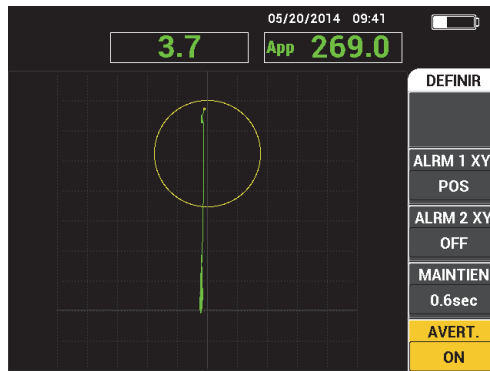 05/20/2014 09:41
3.7
App 269.0
DEFINIR
ALRM 1 XY
POS
ALRM 2 XY
OFF
MAINTIEN
0.6sec
AVERT.
ON